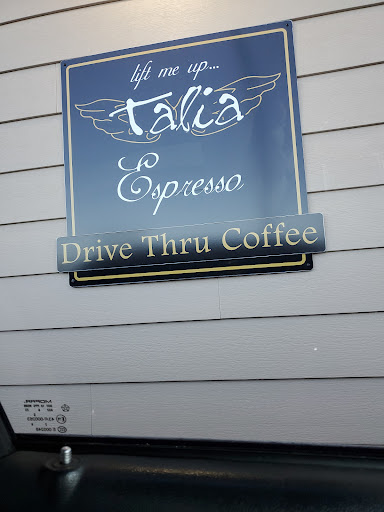 lift me up...
Talia
Espresso
Drive Thru Coffee